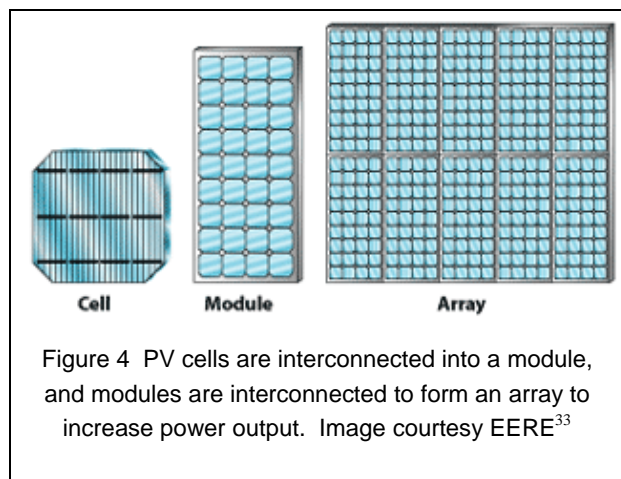 Cell Module Array
Figure 4 PV cells are interconnected into a module,
and modules are interconnected to form an array to
increase power output. Image courtesy EERE³³